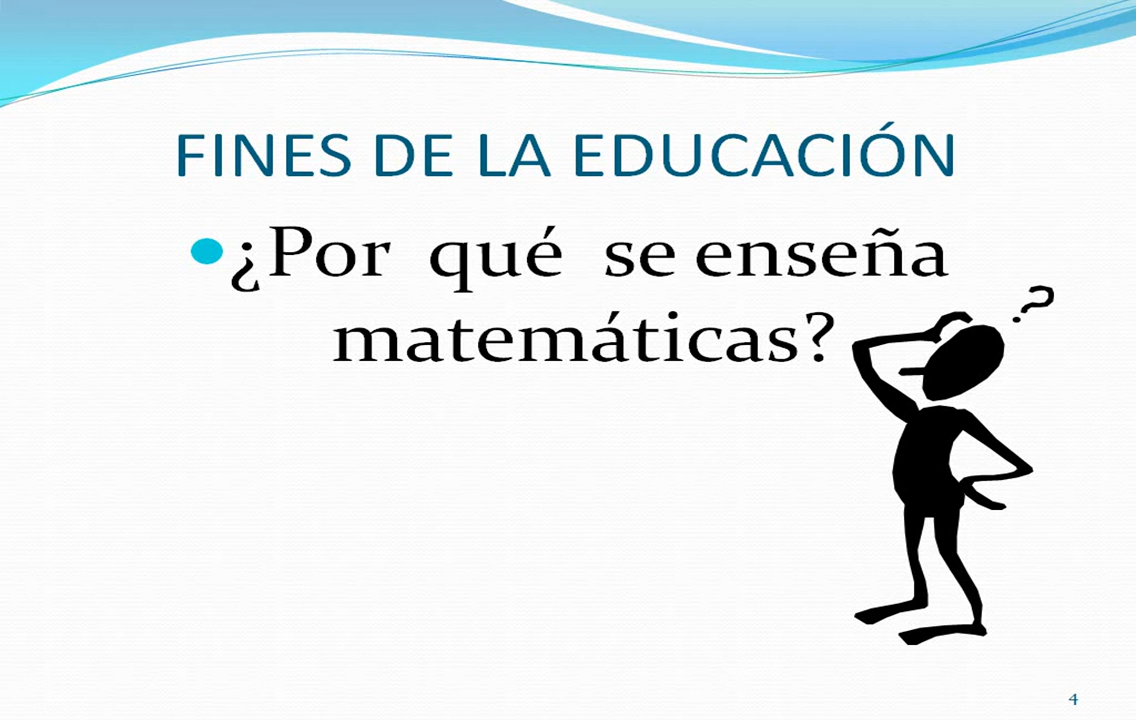 FINES DE LA EDUCACIÓN
¿Por qué se enseña
matemáticas?
?
4